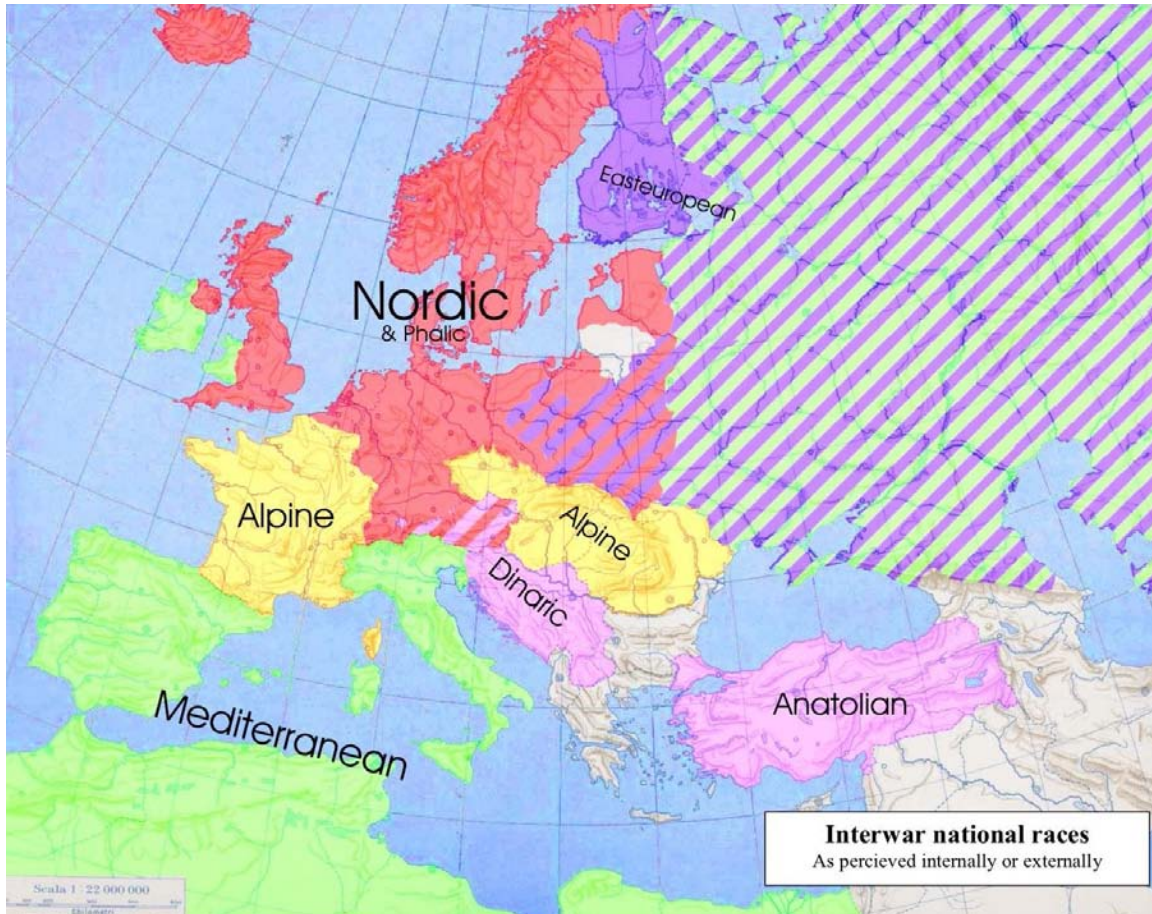 Easteuropean
Nordic
& Phalic
Alpine
Alpine
Dinaric
Mediterranean
Anatolian
Interwar national races
As percieved internally or externally
Scala 1 : 22 000 000